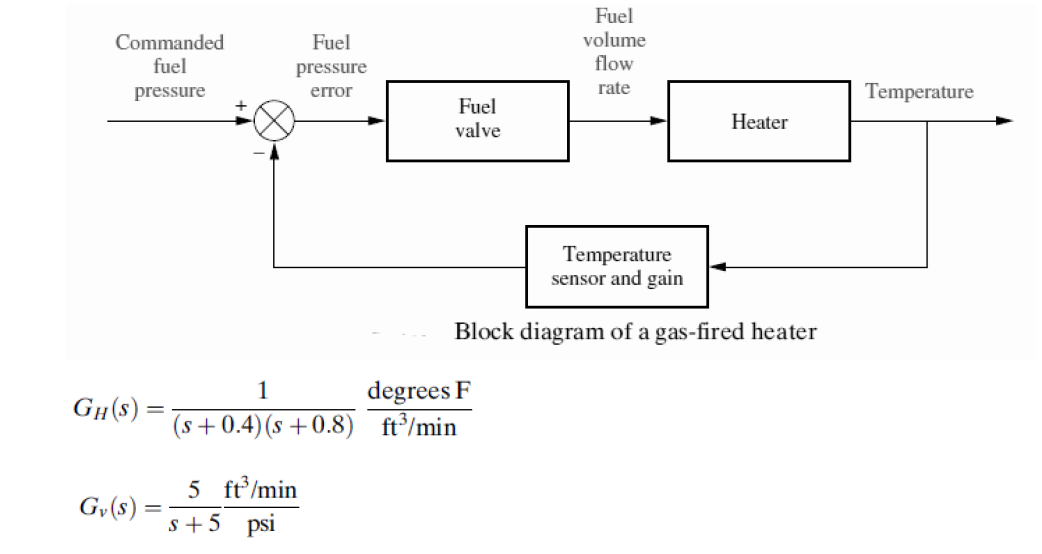 Commanded
fuel
pressure
Fuel
pressure
error
Fuel
volume
flow
rate
Temperature
+
−
Fuel
valve
Heater
Temperature
sensor and gain
Block diagram of a gas-fired heater
G_H(s) = 1 / ((s + 0.4)(s + 0.8)) degrees F / ft³/min
G_v(s) = 5 / (s + 5) ft³/min / psi